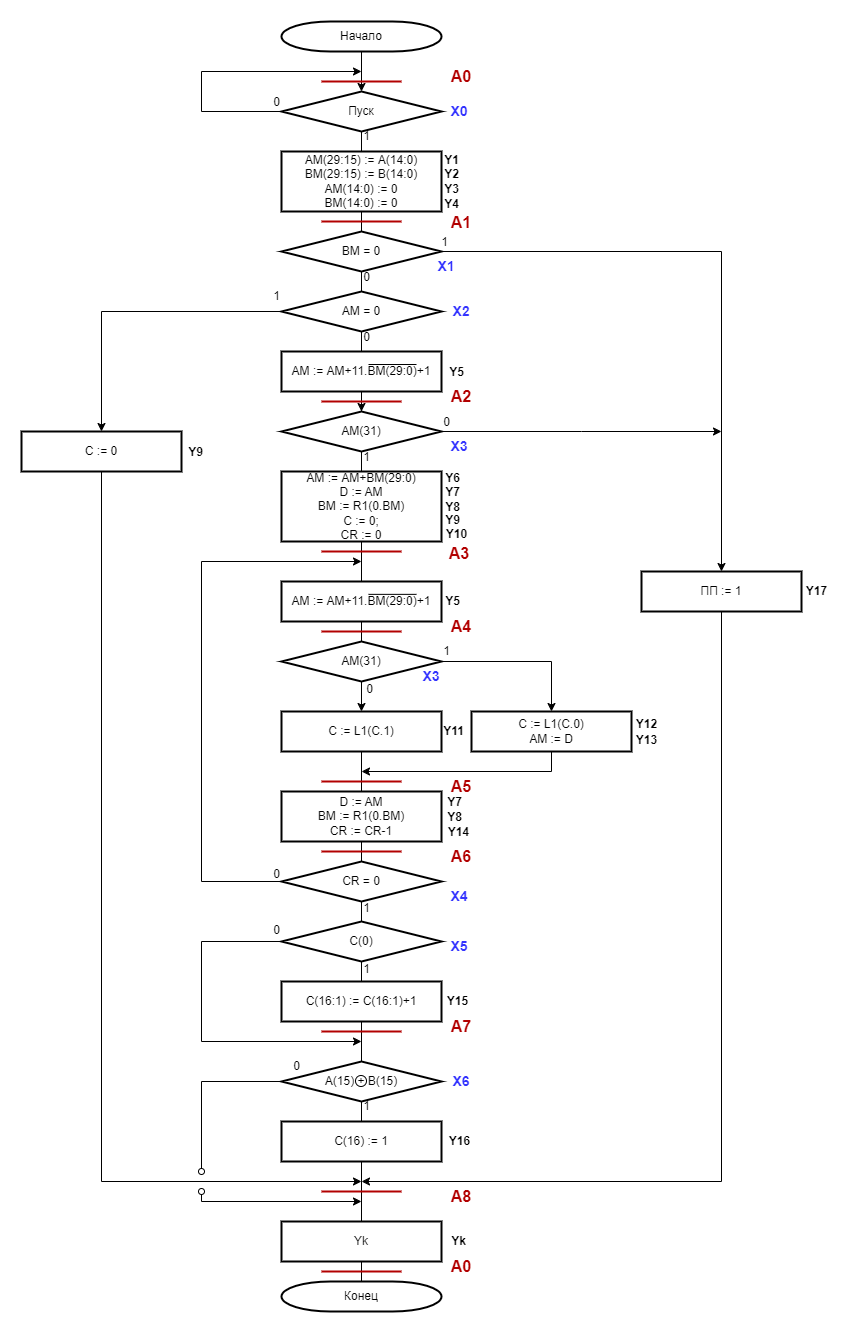 Начало
A0
0
Пуск
X0
1
AM(29:15) := A(14:0) Y1
BM(29:15) := B(14:0) Y2
AM(14:0) := 0 Y3
BM(14:0) := 0 Y4
A1
1
BM = 0
X1
0
1
AM = 0
X2
0
AM := AM+11.B̅M̅(̅2̅9̅:̅0̅)̅+1 Y5
A2
0
AM(31)
X3
1
C := 0 Y9
AM := AM+BM(29:0) Y6
D := AM Y7
BM := R1(0.BM) Y8
C := 0; Y9
CR := 0 Y10
A3
AM := AM+11.B̅M̅(̅2̅9̅:̅0̅)̅+1 Y5
ПП := 1 Y17
A4
1
AM(31)
X3
0
C := L1(C.1) Y11
C := L1(C.0) Y12
AM := D Y13
A5
D := AM Y7
BM := R1(0.BM) Y8
CR := CR-1 Y14
A6
0
CR = 0
X4
1
0
C(0)
X5
1
C(16:1) := C(16:1)+1 Y15
A7
0
A(15)⊕B(15)
X6
1
C(16) := 1 Y16
A8
Yk Yk
A0
Конец